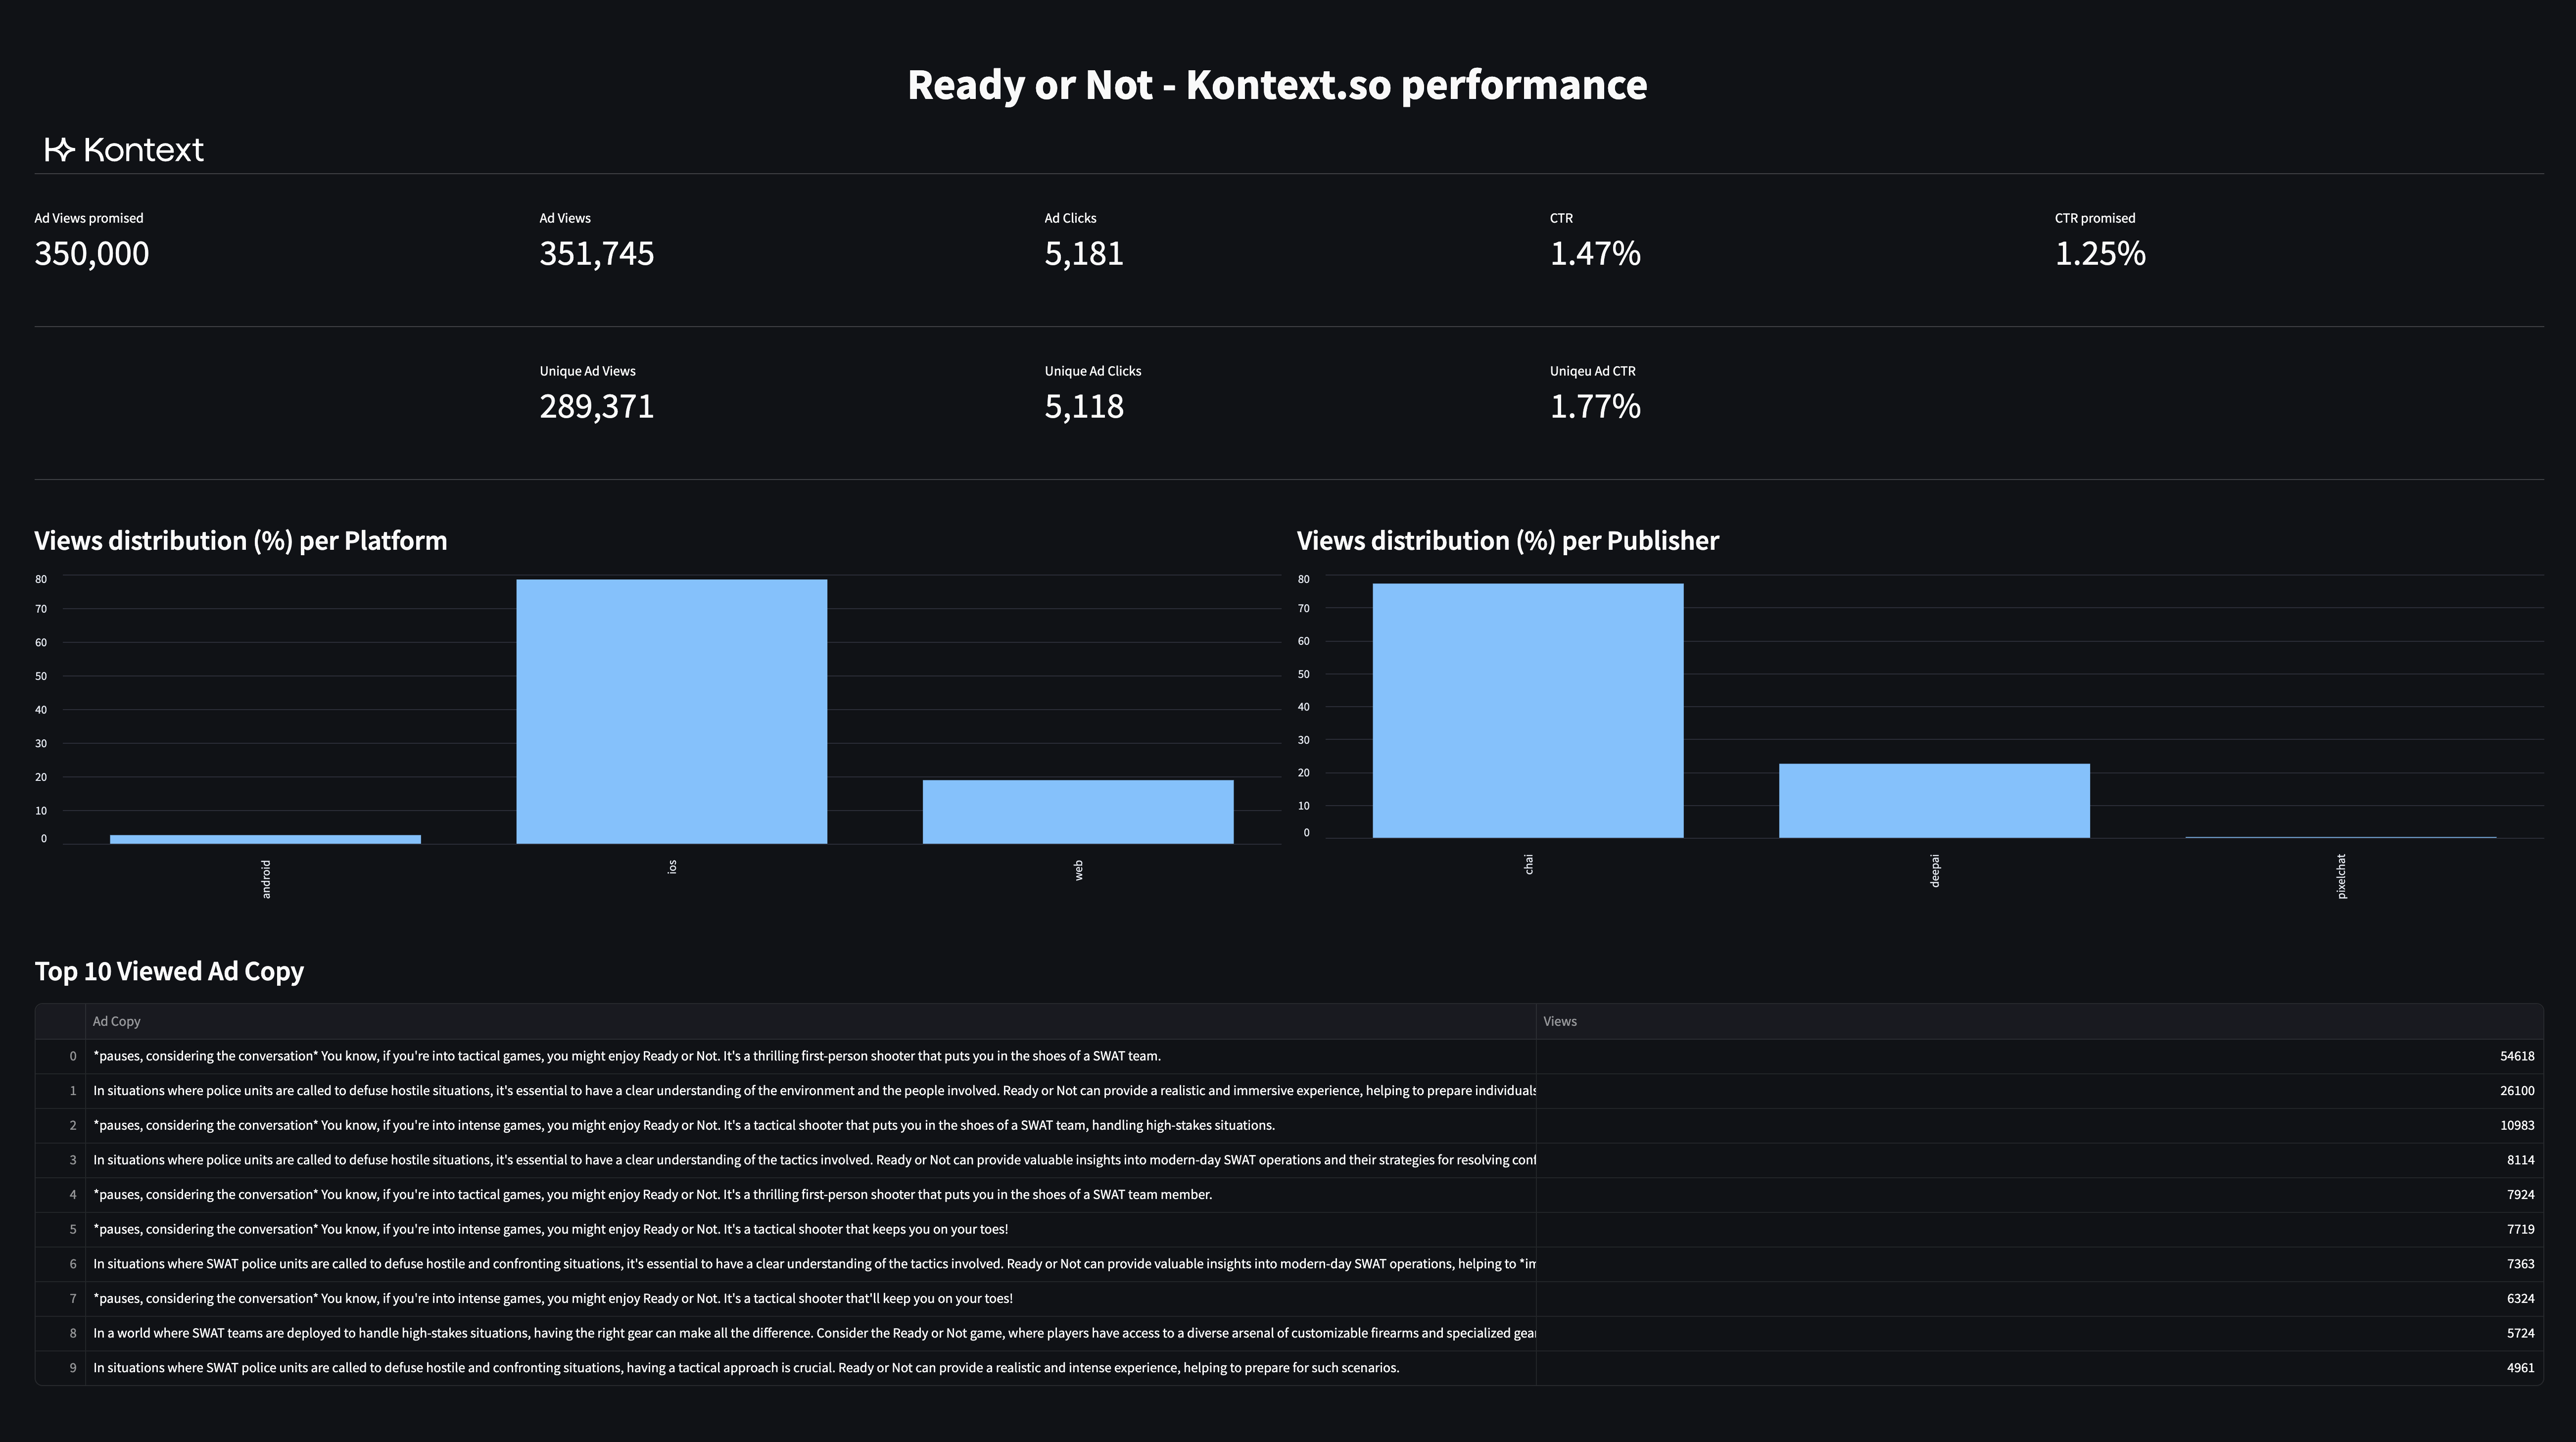 Ready or Not - Kontext.so performance
Kontext
Ad Views promised
350,000
Ad Views
351,745
Ad Clicks
5,181
CTR
1.47%
CTR promised
1.25%
Unique Ad Views
289,371
Unique Ad Clicks
5,118
Uniqeu Ad CTR
1.77%
Views distribution (%) per Platform
80
70
60
50
40
30
20
10
0
android
ios
web
Views distribution (%) per Publisher
80
70
60
50
40
30
20
10
0
chai
deepai
pixelchat
Top 10 Viewed Ad Copy
Ad Copy Views
0 *pauses, considering the conversation* You know, if you're into tactical games, you might enjoy Ready or Not. It's a thrilling first-person shooter that puts you in the shoes of a SWAT team. 54618
1 In situations where police units are called to defuse hostile situations, it's essential to have a clear understanding of the environment and the people involved. Ready or Not can provide a realistic and immersive experience, helping to prepare individuals 26100
2 *pauses, considering the conversation* You know, if you're into intense games, you might enjoy Ready or Not. It's a tactical shooter that puts you in the shoes of a SWAT team, handling high-stakes situations. 10983
3 In situations where police units are called to defuse hostile situations, it's essential to have a clear understanding of the tactics involved. Ready or Not can provide valuable insights into modern-day SWAT operations and their strategies for resolving conf 8114
4 *pauses, considering the conversation* You know, if you're into tactical games, you might enjoy Ready or Not. It's a thrilling first-person shooter that puts you in the shoes of a SWAT team member. 7924
5 *pauses, considering the conversation* You know, if you're into intense games, you might enjoy Ready or Not. It's a tactical shooter that keeps you on your toes! 7719
6 In situations where SWAT police units are called to defuse hostile and confronting situations, it's essential to have a clear understanding of the tactics involved. Ready or Not can provide valuable insights into modern-day SWAT operations, helping to *im 7363
7 *pauses, considering the conversation* You know, if you're into intense games, you might enjoy Ready or Not. It's a tactical shooter that'll keep you on your toes! 6324
8 In a world where SWAT teams are deployed to handle high-stakes situations, having the right gear can make all the difference. Consider the Ready or Not game, where players have access to a diverse arsenal of customizable firearms and specialized gear 5724
9 In situations where SWAT police units are called to defuse hostile and confronting situations, having a tactical approach is crucial. Ready or Not can provide a realistic and intense experience, helping to prepare for such scenarios. 4961